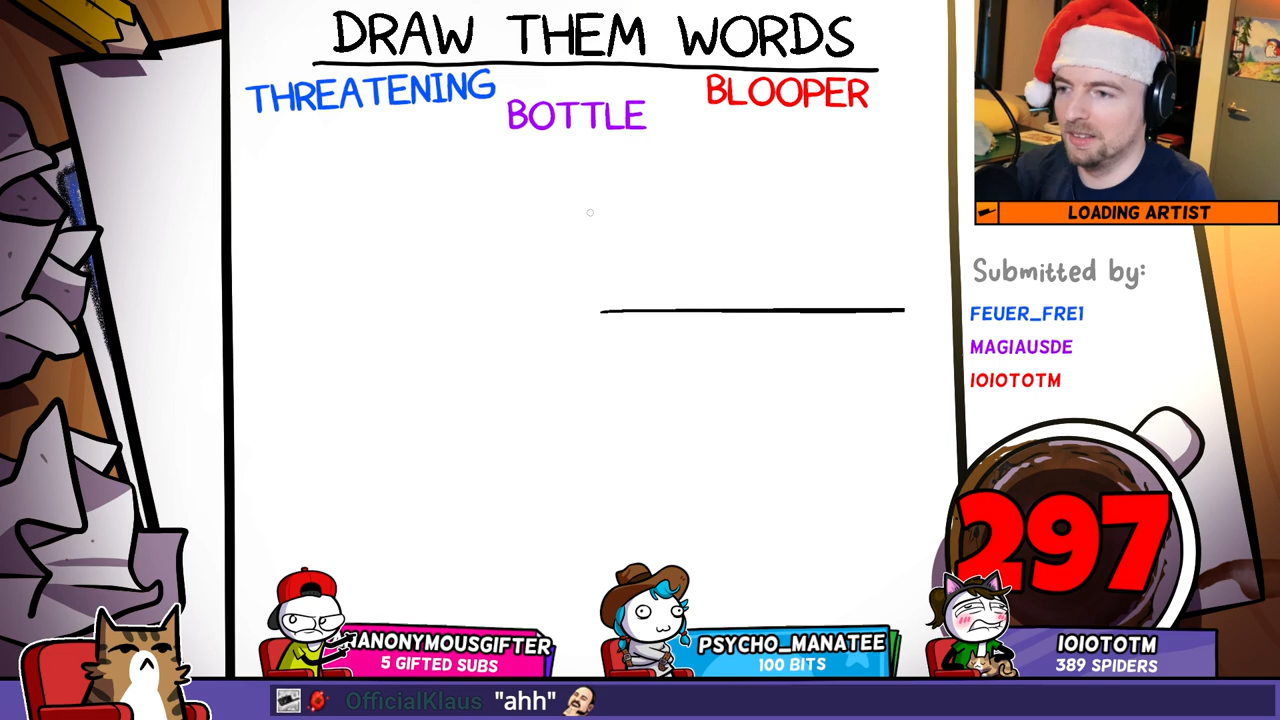 DRAW THEM WORDS
THREATENING
BOTTLE
BLOOPER
LOADING ARTIST
Submitted by:
FEUER_FRE1
MAGIAUSDE
IOIOTOTM
297
ANONYMOUSGIFTER
5 GIFTED SUBS
PSYCHO_MANATEE
100 BITS
IOIOTOTM
389 SPIDERS
OfficialKlaus "ahh"